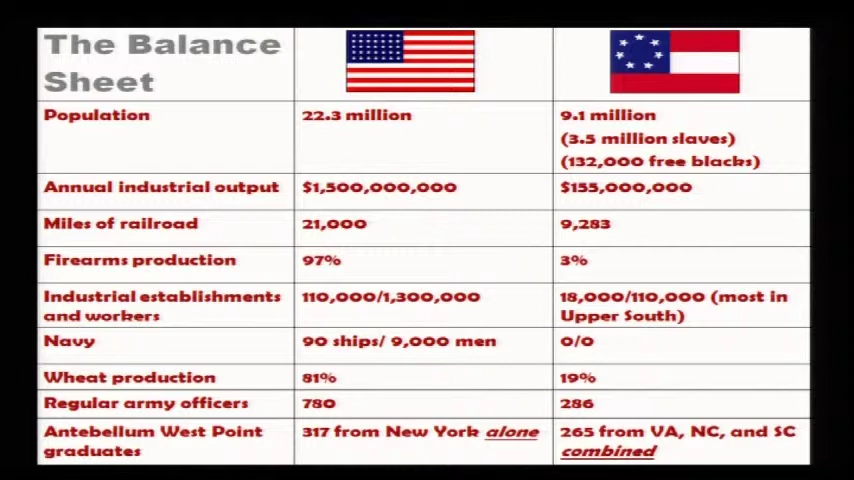 The Balance
Sheet
Population
22.3 million
9.1 million
(3.5 million slaves)
(132,000 free blacks)
Annual industrial output
$1,500,000,000
$155,000,000
Miles of railroad
21,000
9,283
Firearms production
97%
3%
Industrial establishments
and workers
110,000/1,300,000
18,000/110,000 (most in
Upper South)
Navy
90 ships/ 9,000 men
0/0
Wheat production
81%
19%
Regular army officers
780
286
Antebellum West Point
graduates
317 from New York alone
265 from VA, NC, and SC
combined